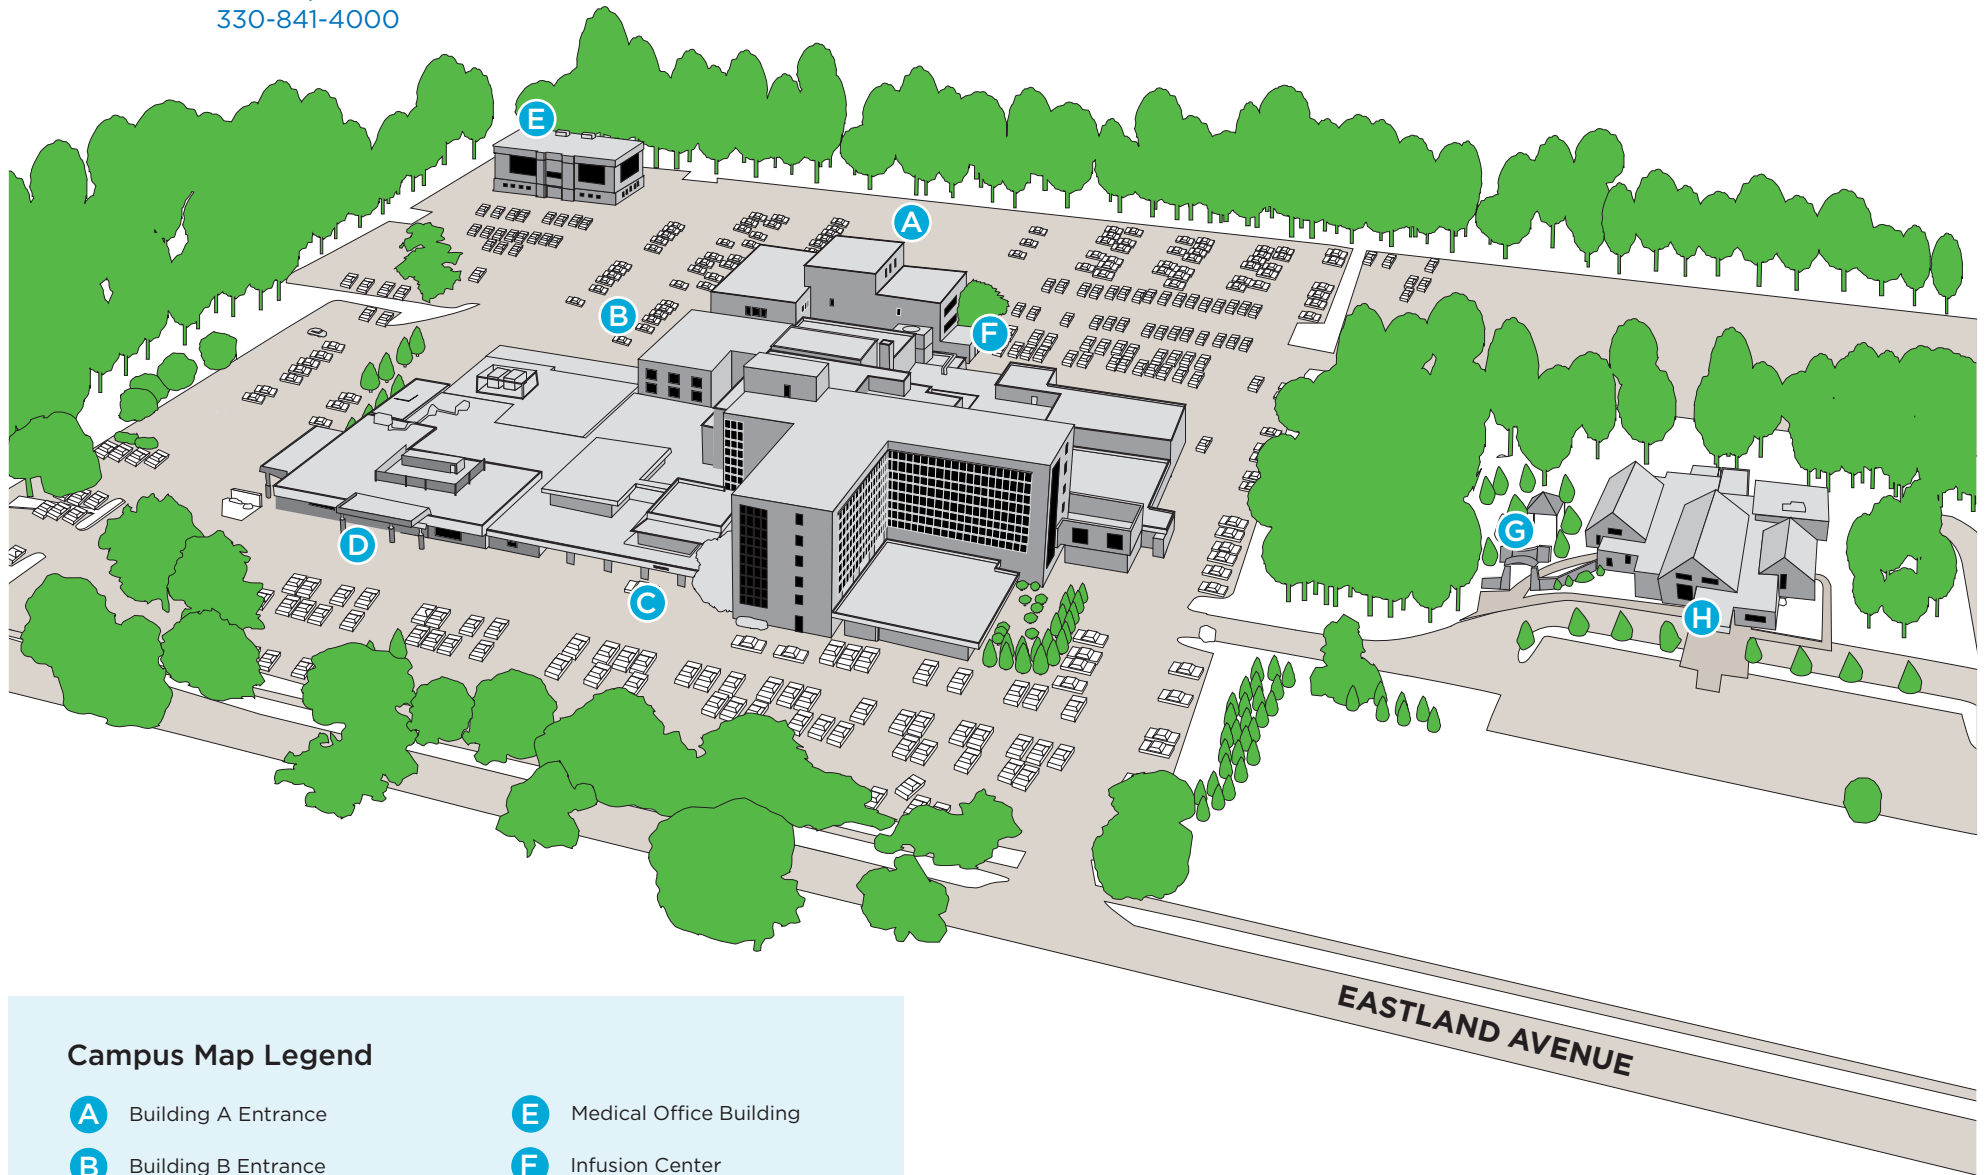 330-841-4000
E
A
B
F
G
D
C
H
EASTLAND AVENUE
Campus Map Legend
A Building A Entrance
E Medical Office Building
B Building B Entrance
F Infusion Center